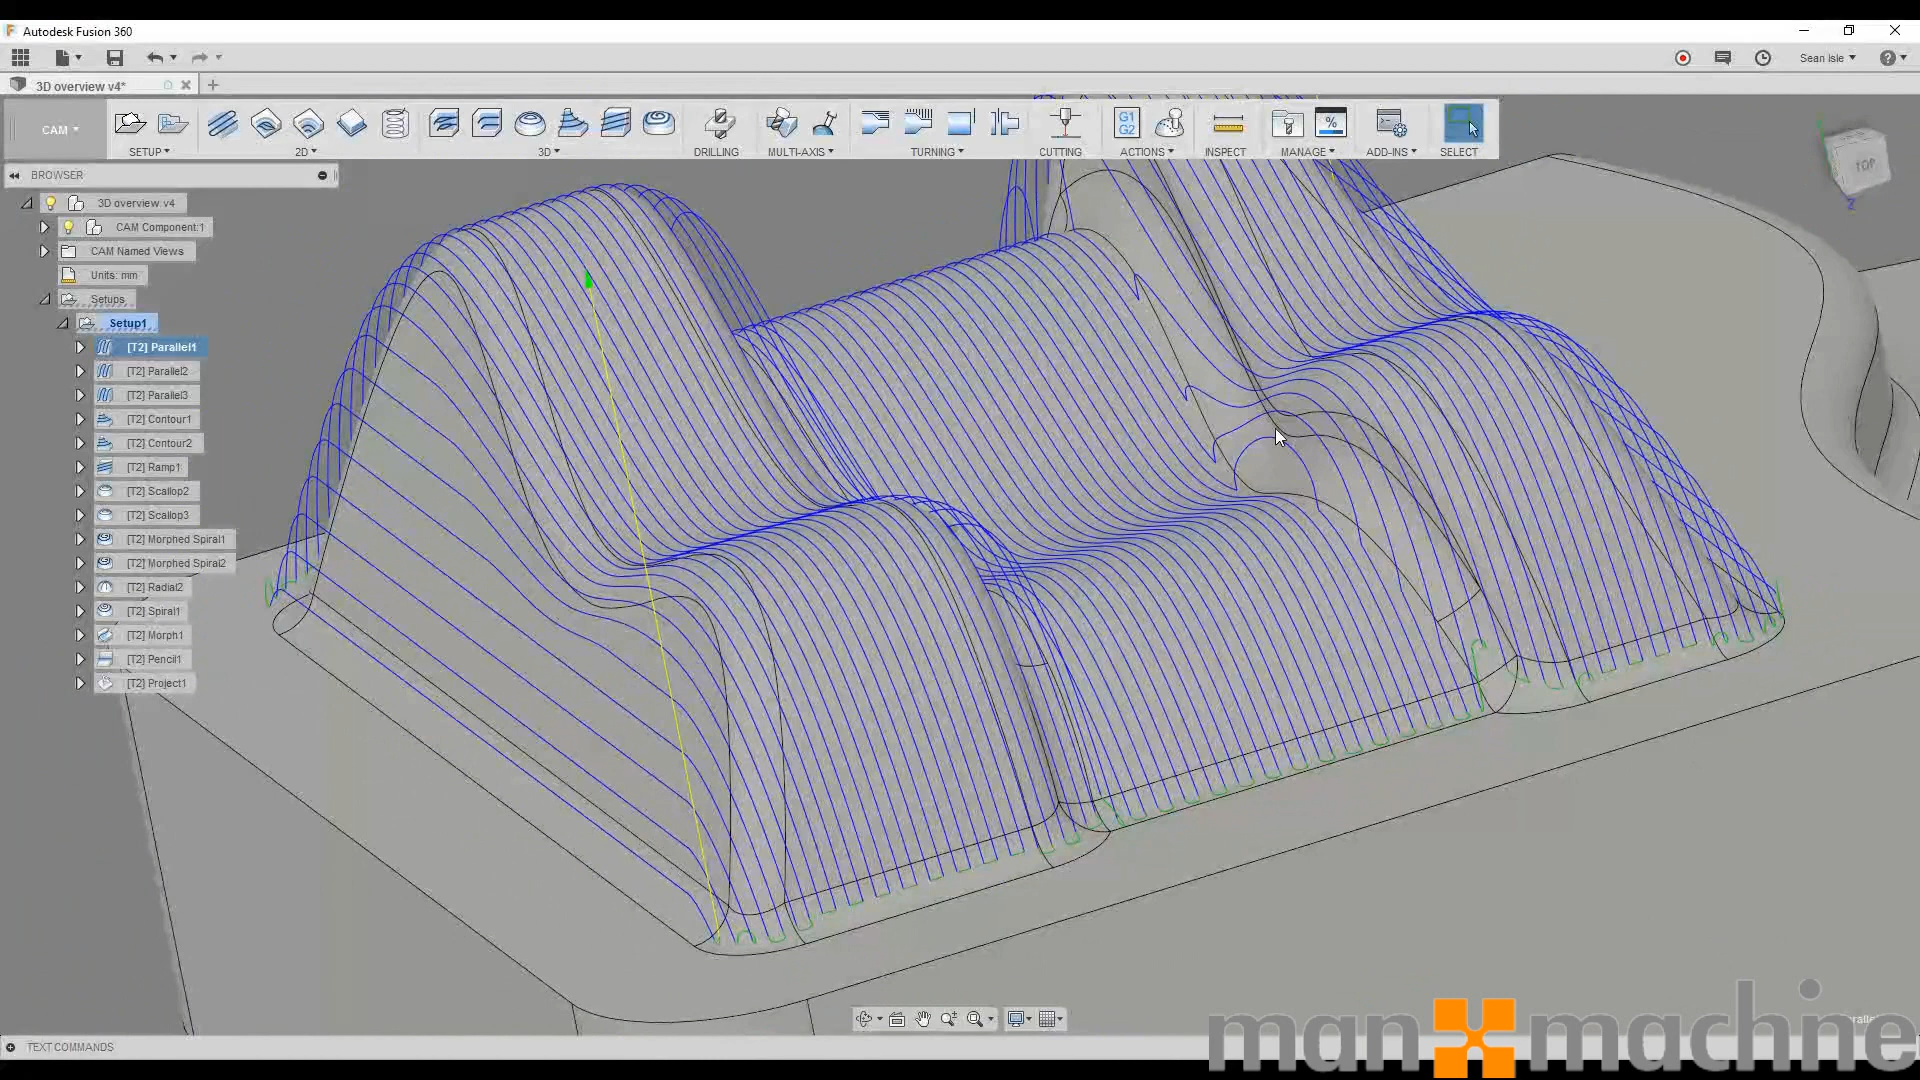 Autodesk Fusion 360
Sean Isle
3D overview v4*
CAM
G1
G2
%
SETUP
2D
3D
DRILLING
MULTI-AXIS
TURNING
CUTTING
ACTIONS
INSPECT
MANAGE
ADD-INS
SELECT
TOP
Z
BROWSER
3D overview v4
CAM Component:1
CAM Named Views
Units: mm
Setups
Setup1
[T2] Parallel1
[T2] Parallel2
[T2] Parallel3
[T2] Contour1
[T2] Contour2
[T2] Ramp1
[T2] Scallop2
[T2] Scallop3
[T2] Morphed Spiral1
[T2] Morphed Spiral2
[T2] Radial2
[T2] Spiral1
[T2] Morph1
[T2] Pencil1
[T2] Project1
TEXT COMMANDS
man machine